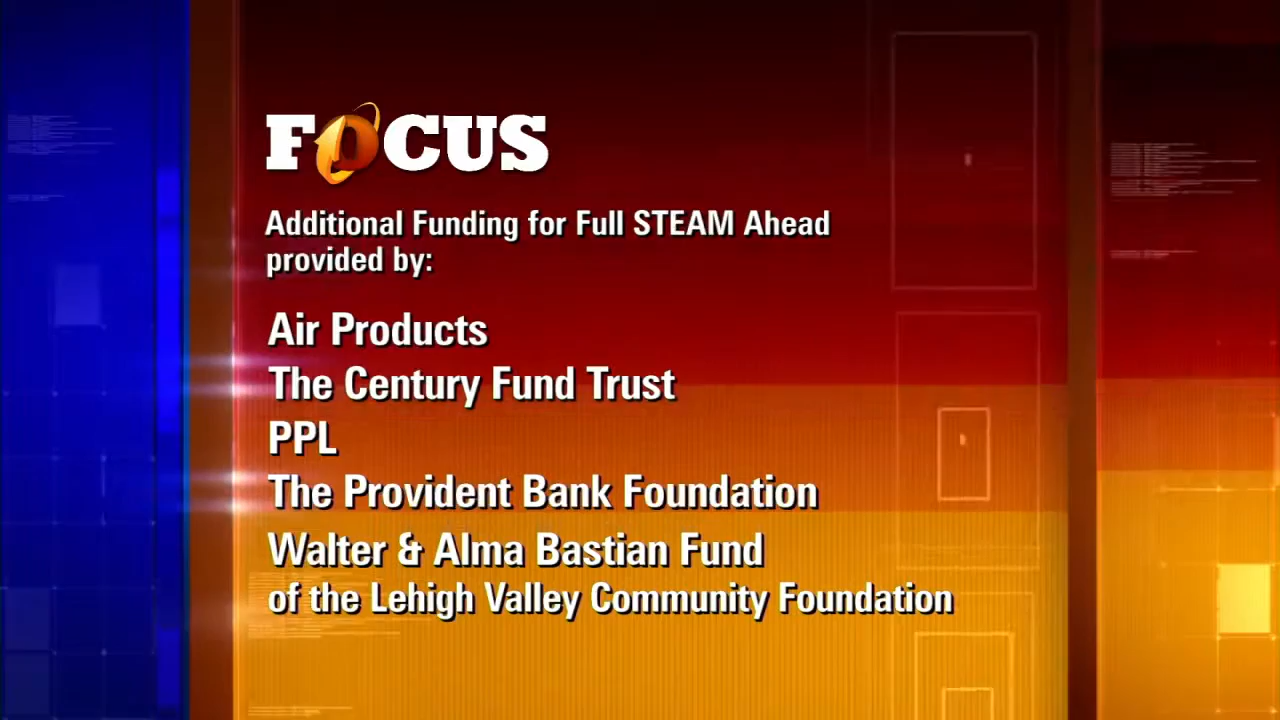 FOCUS
Additional Funding for Full STEAM Ahead
provided by:
Air Products
The Century Fund Trust
PPL
The Provident Bank Foundation
Walter & Alma Bastian Fund
of the Lehigh Valley Community Foundation